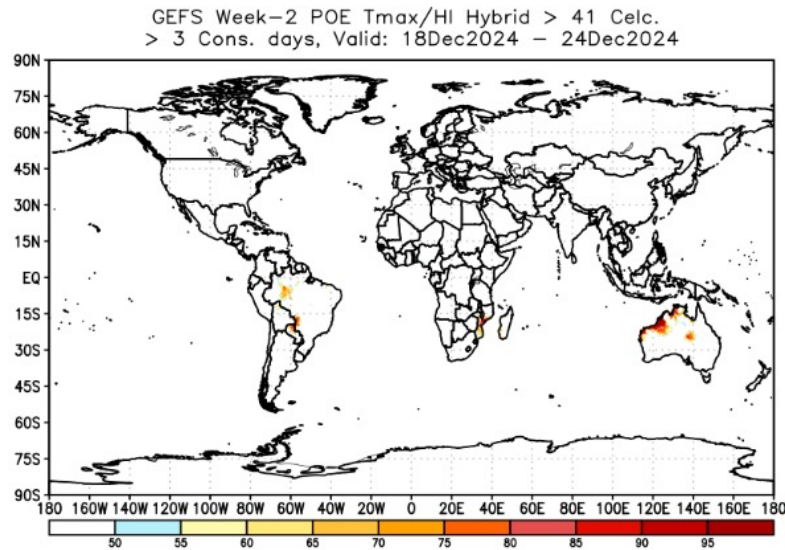 GEFS Week-2 POE Tmax/HI Hybrid > 41 Celc.
> 3 Cons. days, Valid: 18Dec2024 - 24Dec2024
90N
75N
60N
45N
30N
15N
EQ
15S
30S
45S
60S
75S
90S
180 160W 140W 120W 100W 80W 60W 40W 20W 0 20E 40E 60E 80E 100E 120E 140E 160E 180
50 55 60 65 70 75 80 85 90 95